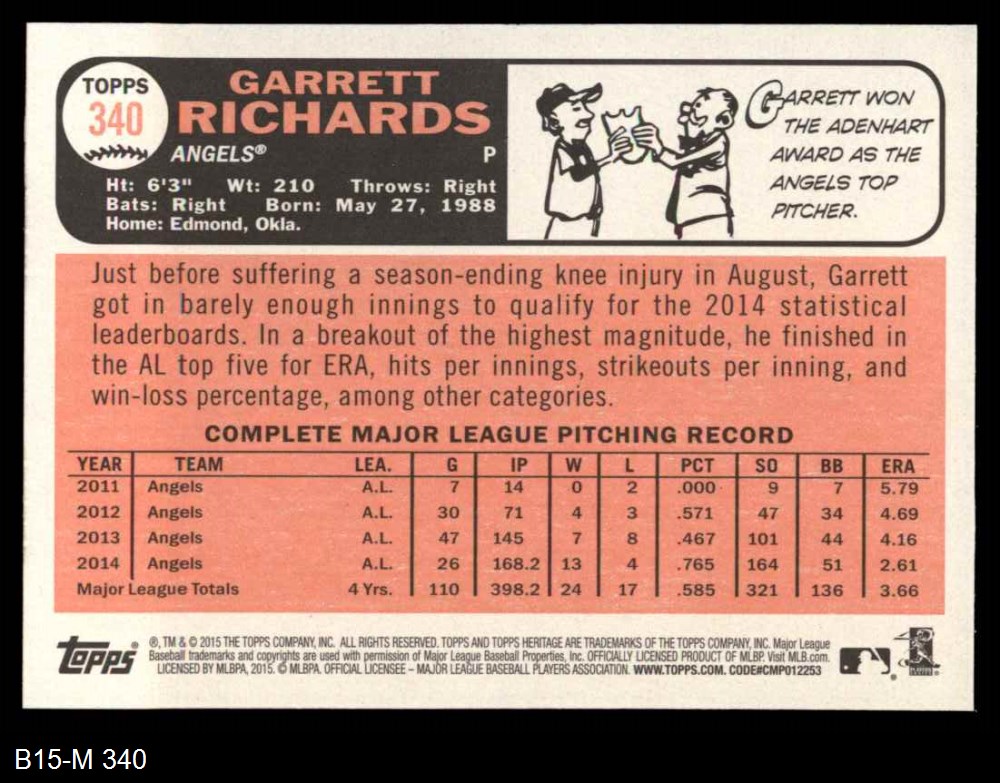 TOPPS
340
GARRETT
RICHARDS
ANGELS® P
Ht: 6'3" Wt: 210 Throws: Right
Bats: Right Born: May 27, 1988
Home: Edmond, Okla.
GARRETT WON
THE ADENHART
AWARD AS THE
ANGELS TOP
PITCHER.
Just before suffering a season-ending knee injury in August, Garrett
got in barely enough innings to qualify for the 2014 statistical
leaderboards. In a breakout of the highest magnitude, he finished in
the AL top five for ERA, hits per innings, strikeouts per inning, and
win-loss percentage, among other categories.
COMPLETE MAJOR LEAGUE PITCHING RECORD
YEAR TEAM LEA. G IP W L PCT SO BB ERA
2011 Angels A.L. 7 14 0 2 .000 9 7 5.79
2012 Angels A.L. 30 71 4 3 .571 47 34 4.69
2013 Angels A.L. 47 145 7 8 .467 101 44 4.16
2014 Angels A.L. 26 168.2 13 4 .765 164 51 2.61
Major League Totals 4 Yrs. 110 398.2 24 17 .585 321 136 3.66
topps®
®, TM & © 2015 THE TOPPS COMPANY, INC. ALL RIGHTS RESERVED. TOPPS AND TOPPS HERITAGE ARE TRADEMARKS OF THE TOPPS COMPANY, INC. Major League
Baseball trademarks and copyrights are used with permission of Major League Baseball Properties, Inc. OFFICIALLY LICENSED PRODUCT OF MLBP. Visit MLB.com.
LICENSED BY MLBPA, 2015. © MLBPA. OFFICIAL LICENSEE – MAJOR LEAGUE BASEBALL PLAYERS ASSOCIATION. WWW.TOPPS.COM. CODE#CMP012253
B15-M 340